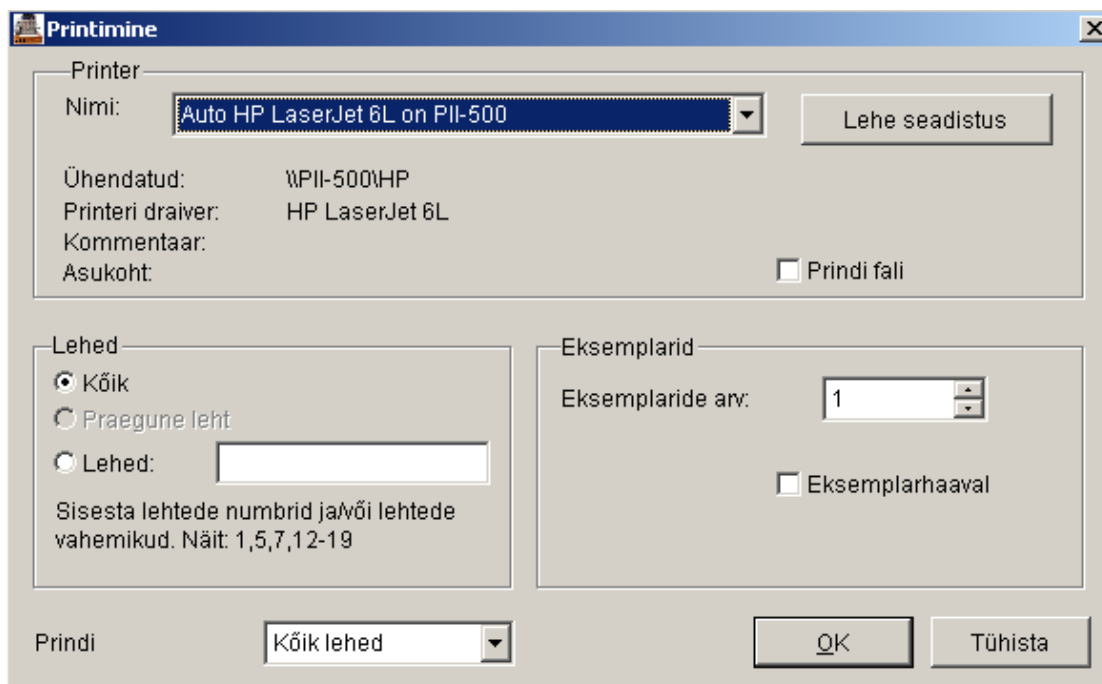 Printimine
Printer
Nimi:
Auto HP LaserJet 6L on PII-500
Lehe seadistus
Ühendatud: \\PII-500\HP
Printeri draiver: HP LaserJet 6L
Kommentaar:
Asukoht:
Prindi fali
Lehed
Kõik
Praegune leht
Lehed:
Sisesta lehtede numbrid ja/või lehtede
vahemikud. Näit: 1,5,7,12-19
Eksemplarid
Eksemplaride arv: 1
Eksemplarhaaval
Prindi
Kõik lehed
OK
Tühista